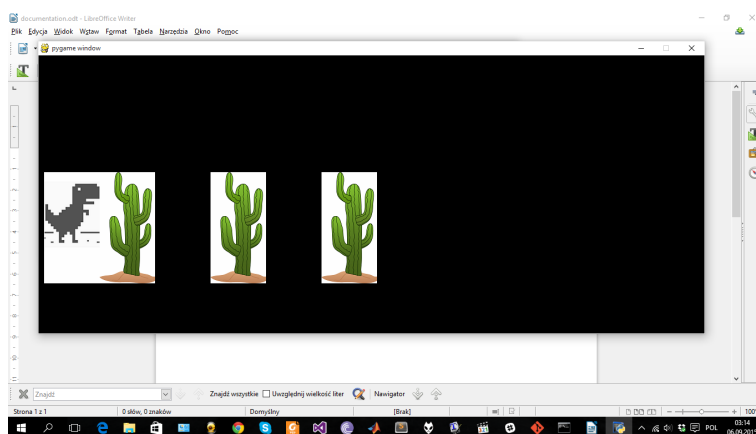 documentation.odt - LibreOffice Writer
Plik Edycja Widok Wstaw Format Tabela Narzędzia Okno Pomoc
pygame window
Znajdź
Znajdź wszystkie Uwzględnij wielkość liter Nawigator
Strona 1 z 1 0 słów, 0 znaków Domyślny [Brak] 100%
POL 03:14